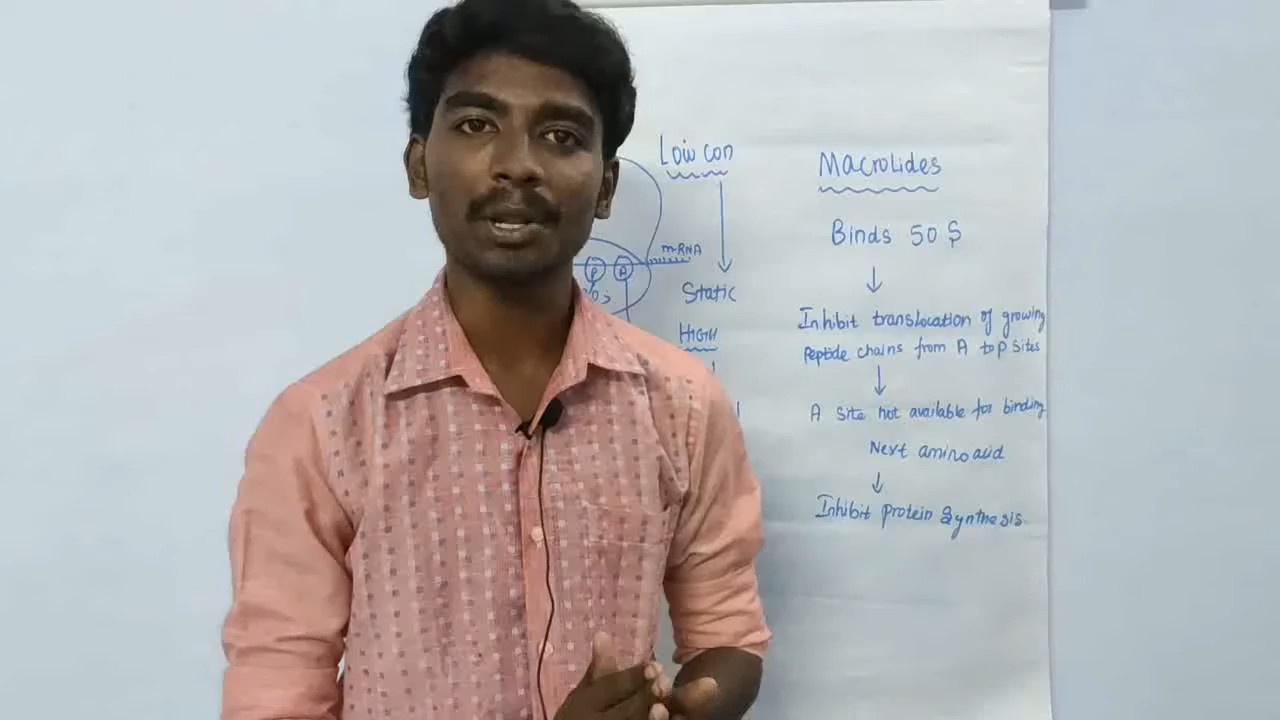 Low con
m-RNA
P A
Static
HIGH
Macrolides
Binds 50 S
Inhibit translocation of growing
Peptide chains from A to P sites
A site not available for binding
Next amino acid
Inhibit Protein Synthesis